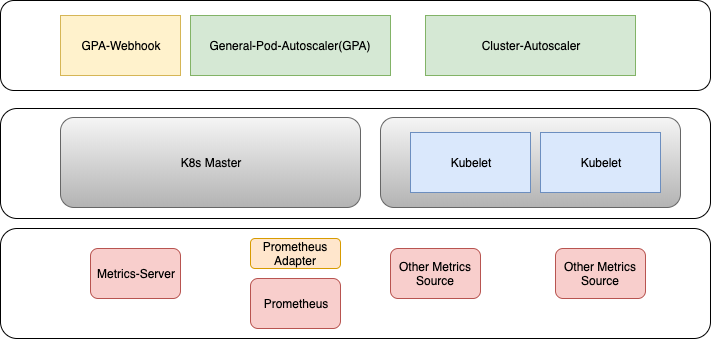 GPA-Webhook
General-Pod-Autoscaler(GPA)
Cluster-Autoscaler
K8s Master
Kubelet
Kubelet
Metrics-Server
Prometheus
Adapter
Prometheus
Other Metrics
Source
Other Metrics
Source